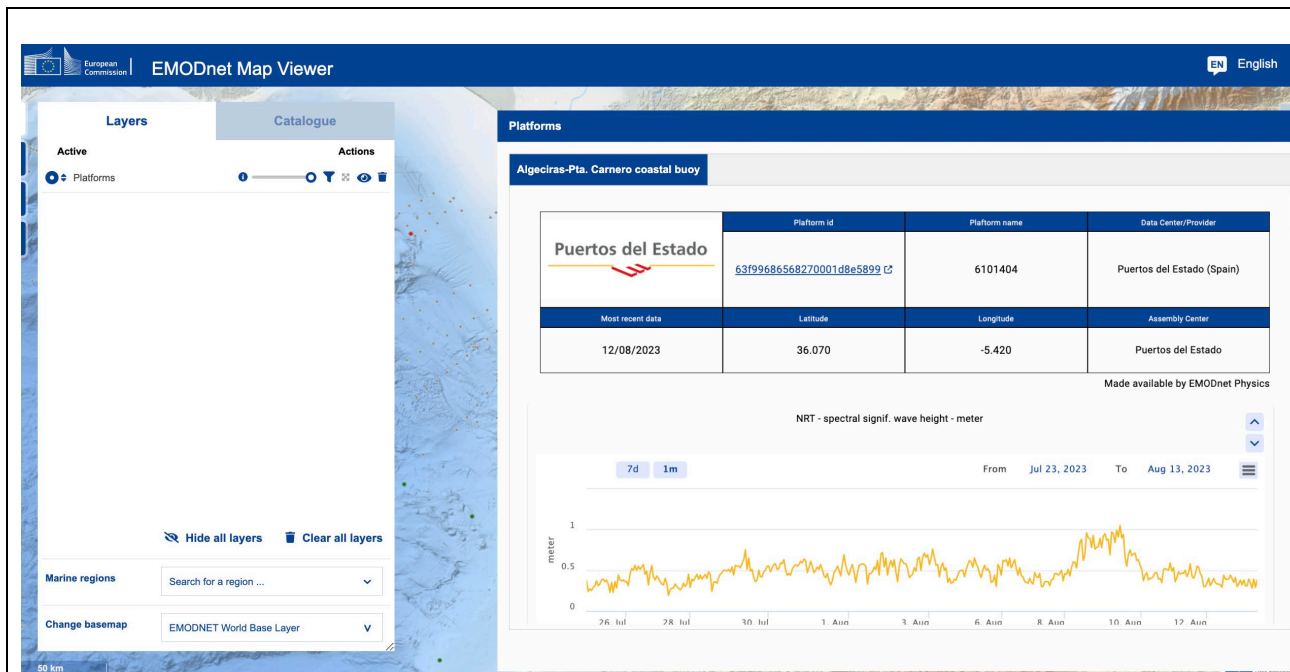 European
Commission
EMODnet Map Viewer
EN English
Layers
Catalogue
Active
Actions
Platforms
Hide all layers
Clear all layers
Marine regions
Search for a region ...
Change basemap
EMODNET World Base Layer
50 km
Platforms
Algeciras-Pta. Carnero coastal buoy
Puertos del Estado
Plaftorm id
Plaftorm name
Data Center/Provider
63f99686568270001d8e5899
6101404
Puertos del Estado (Spain)
Most recent data
Latitude
Longitude
Assembly Center
12/08/2023
36.070
-5.420
Puertos del Estado
Made available by EMODnet Physics
NRT - spectral signif. wave height - meter
7d 1m
From Jul 23, 2023 To Aug 13, 2023
meter
1
0.5
0
26. Jul 28. Jul 30. Jul 1. Aug 3. Aug 6. Aug 8. Aug 10. Aug 12. Aug